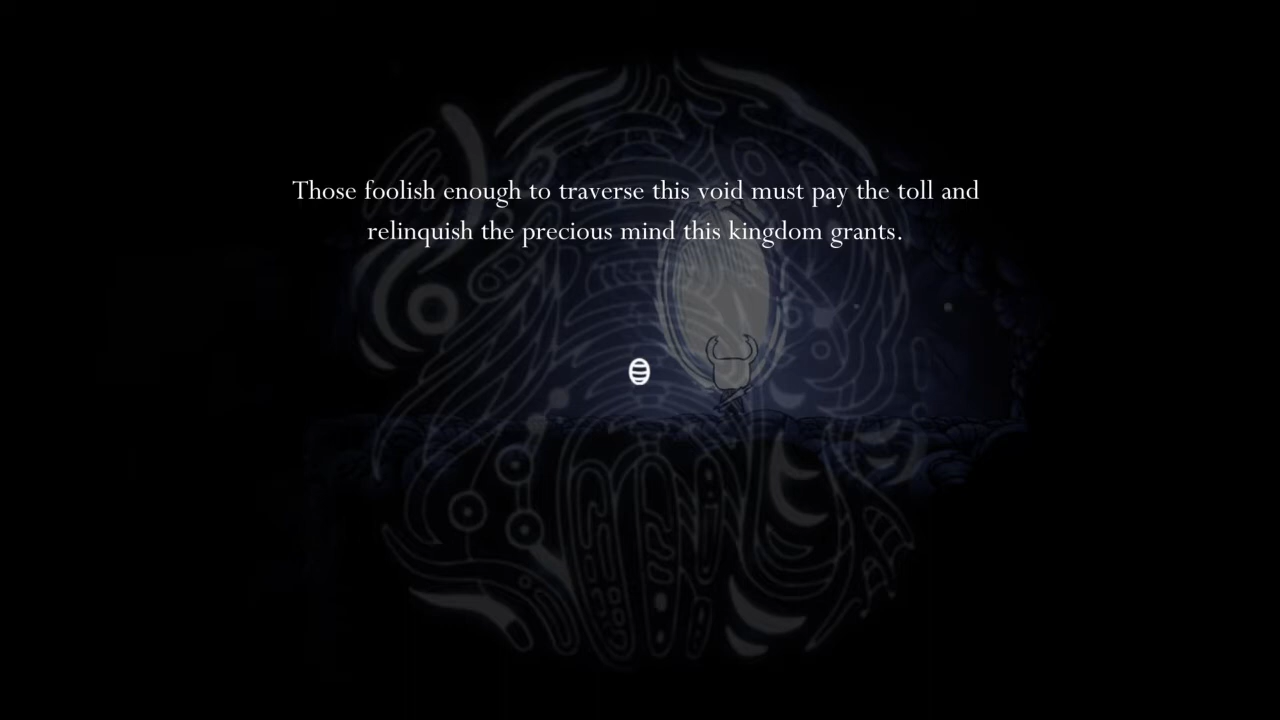 Those foolish enough to traverse this void must pay the toll and
relinquish the precious mind this kingdom grants.